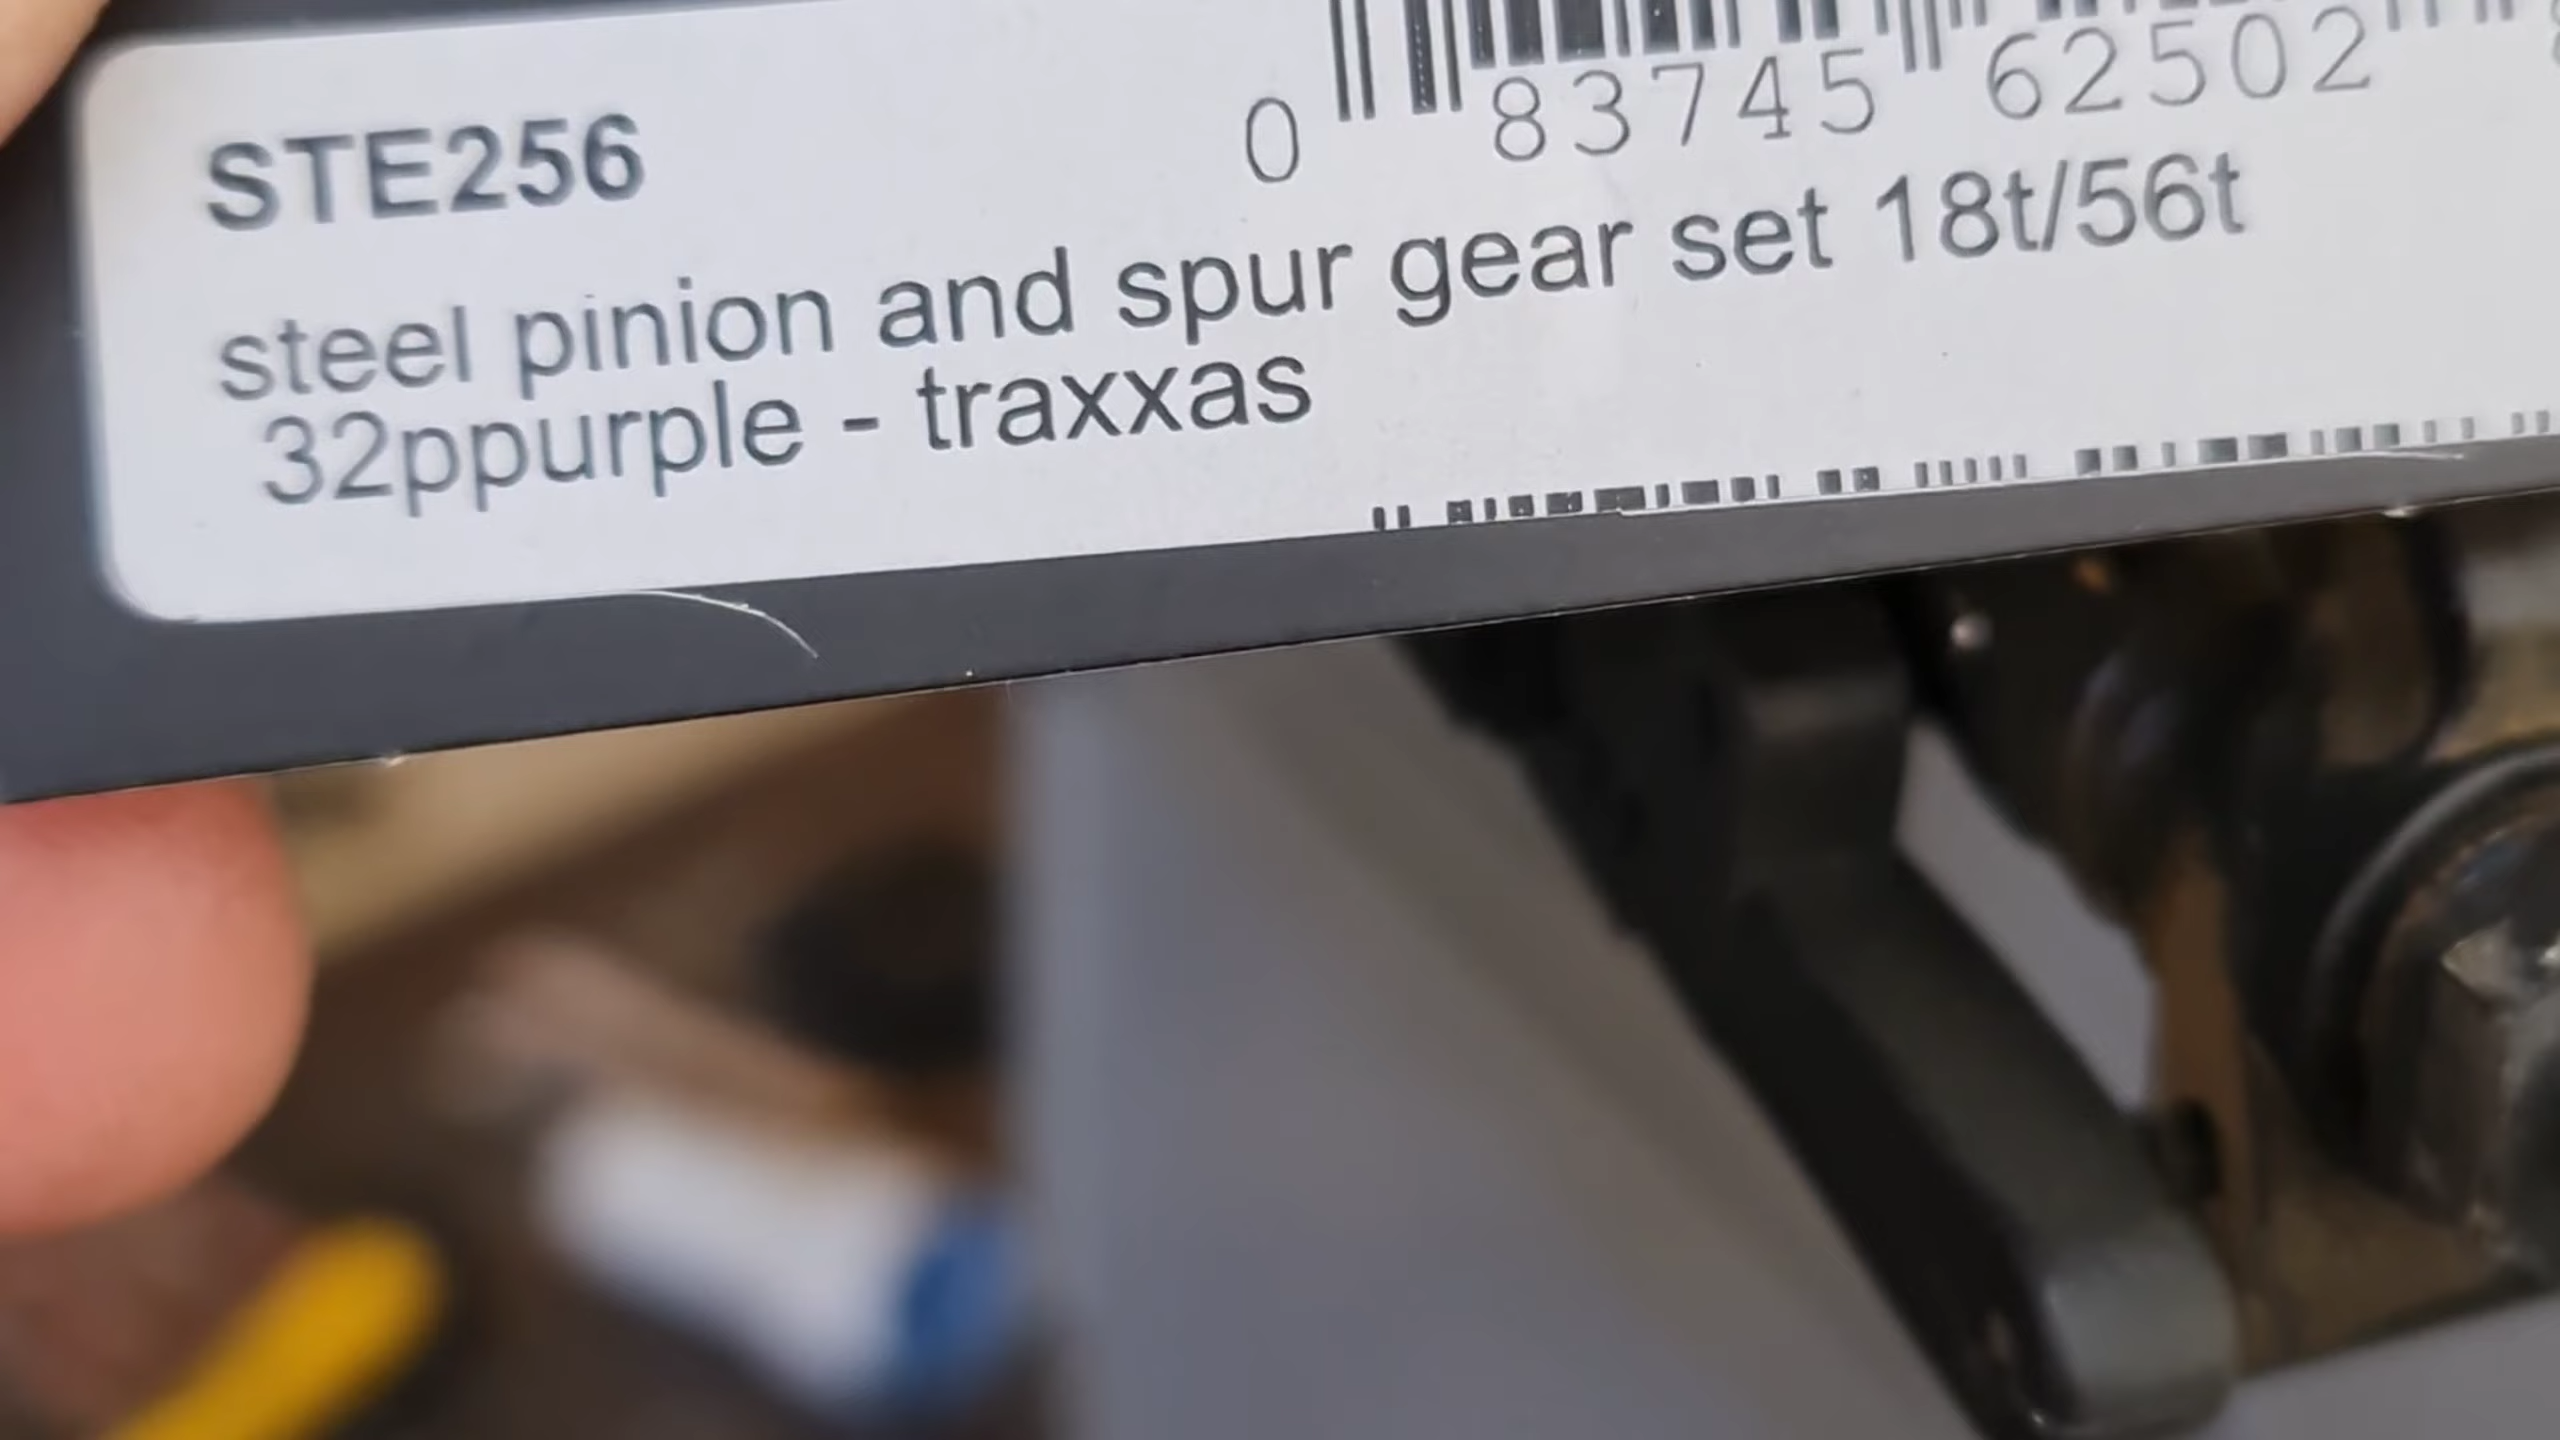 0 83745 62502
STE256
steel pinion and spur gear set 18t/56t
32ppurple - traxxas